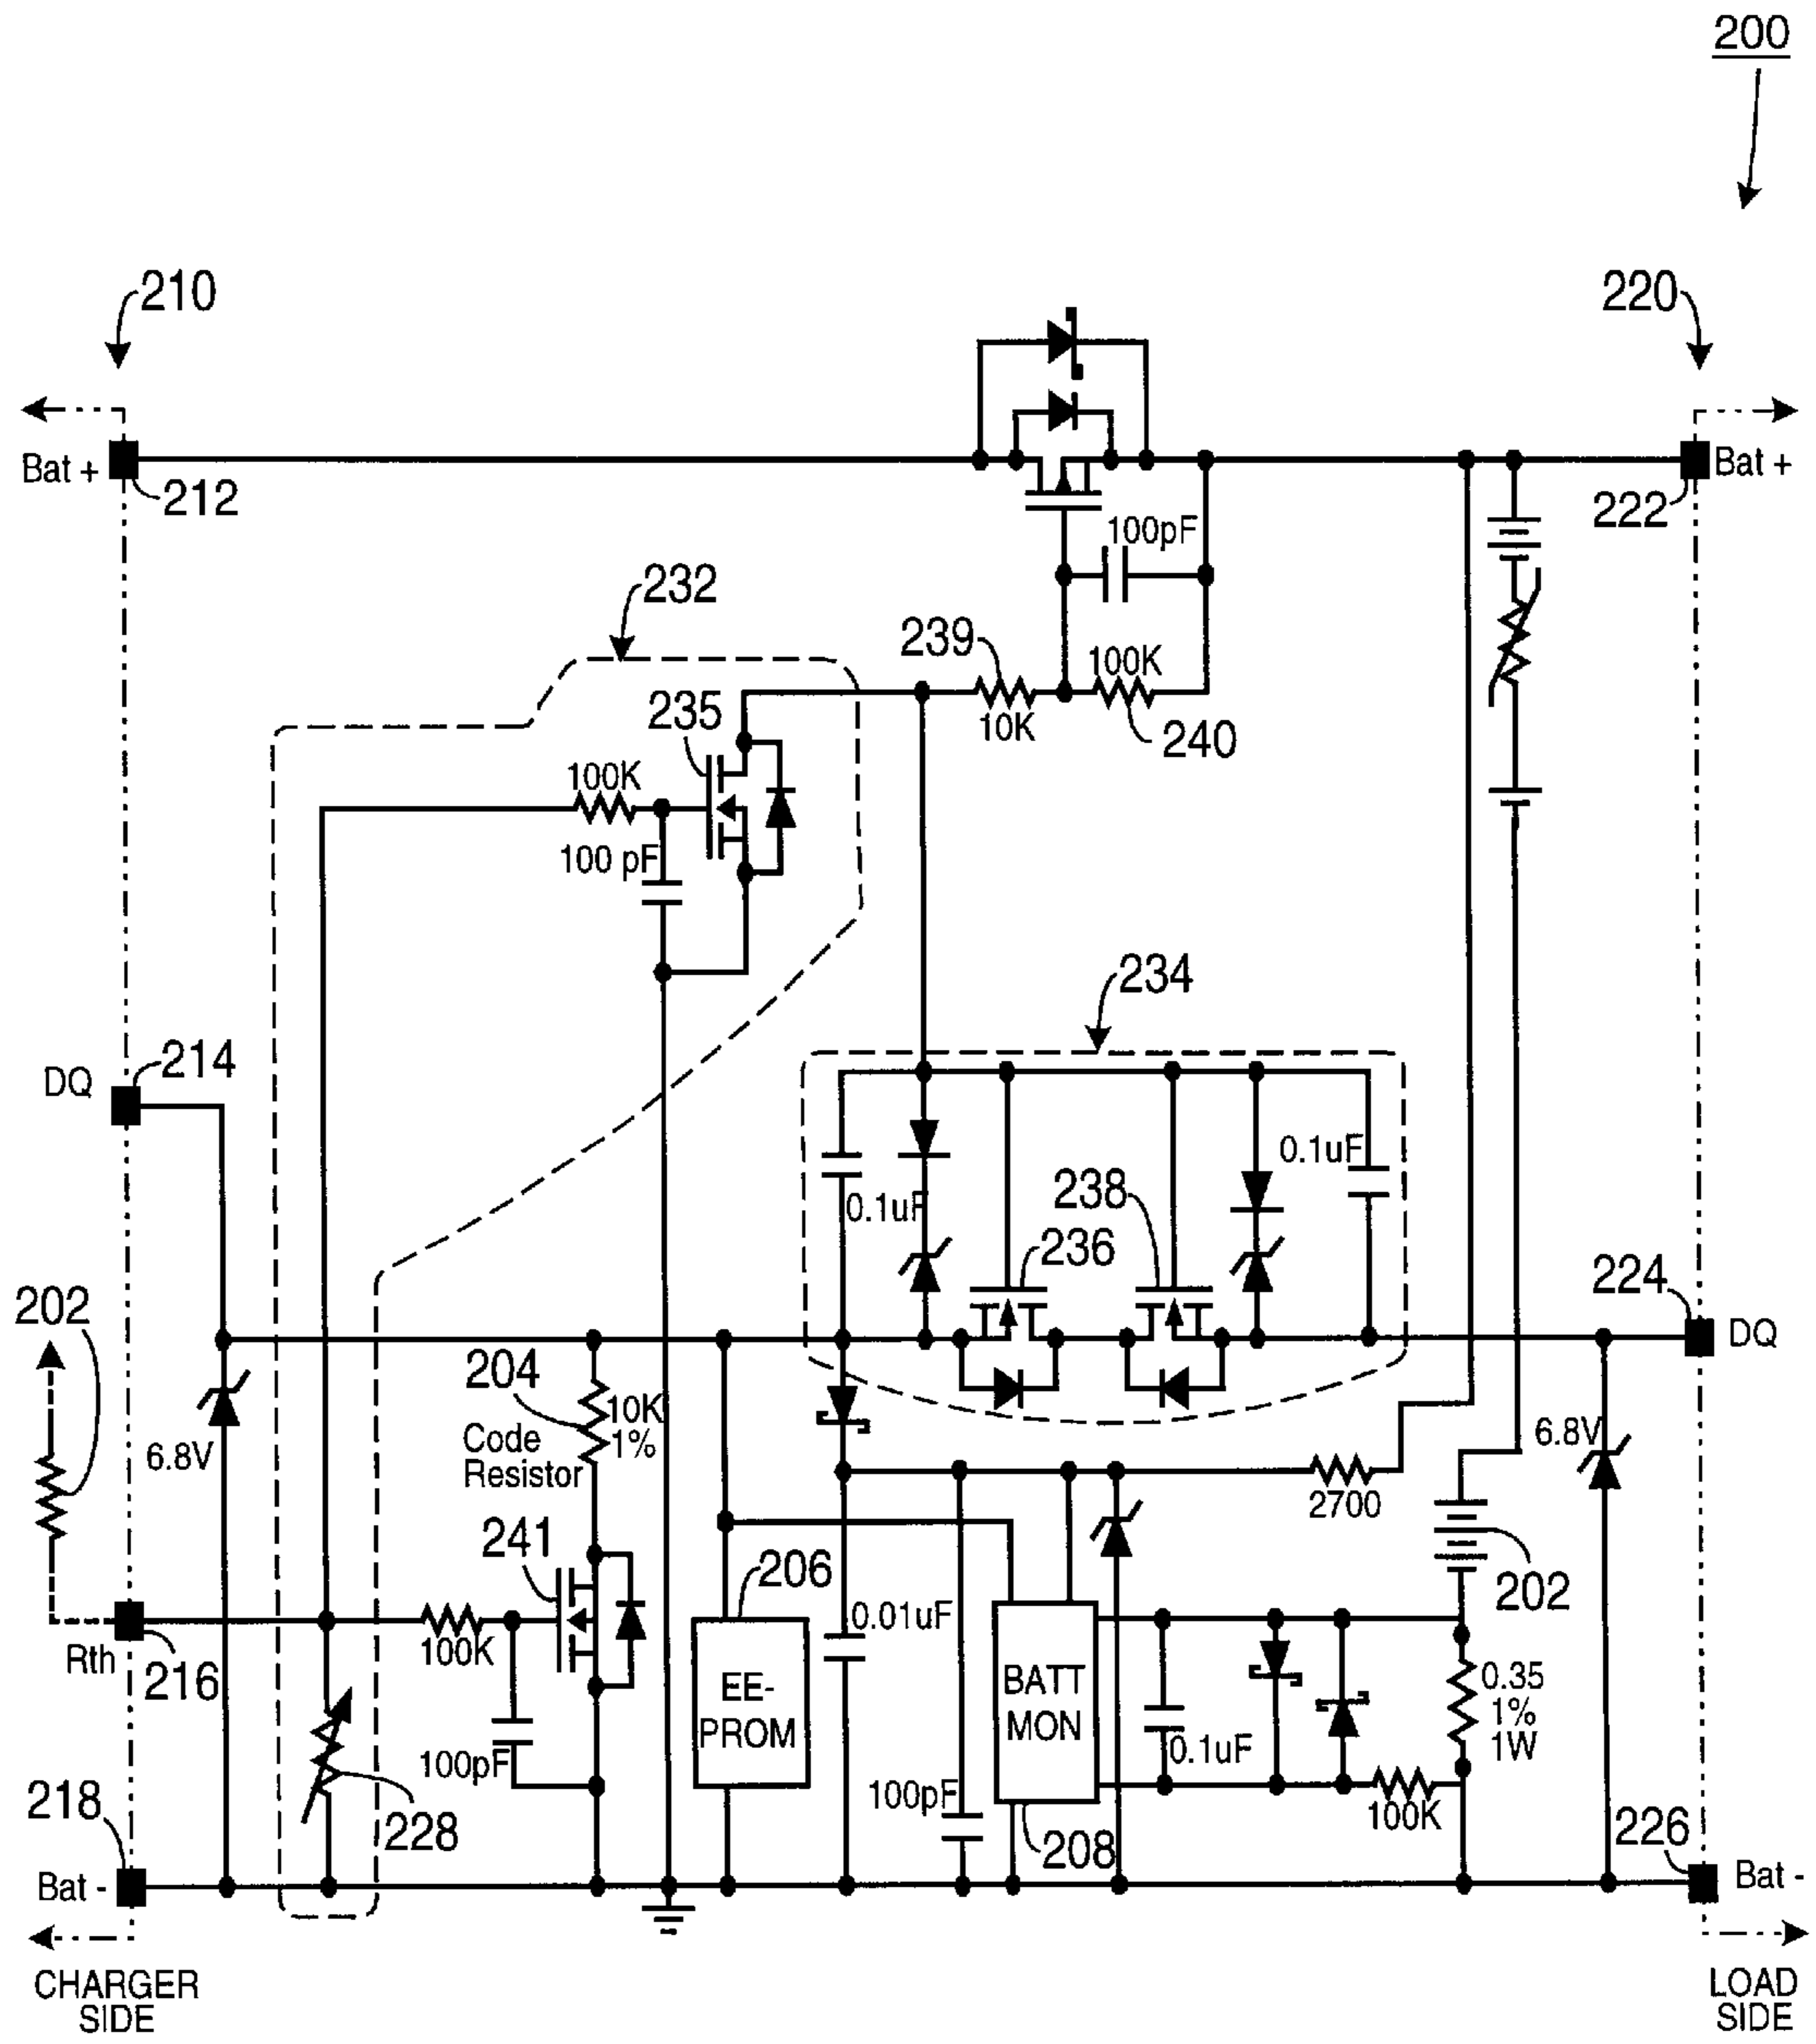 200
210
220
Bat +
212
222
Bat +
100pF
232
239
100K
235
10K
240
100K
100 pF
234
214
DQ
0.1uF
238
0.1uF
236
224
202
DQ
204
10K
1%
Code
Resistor
6.8V
6.8V
2700
241
206
202
0.01uF
Rth
216
100K
EE-
PROM
BATT
MON
0.35
1%
1W
0.1uF
100pF
218
228
100pF
100K
208
226
Bat -
Bat -
CHARGER
SIDE
LOAD
SIDE